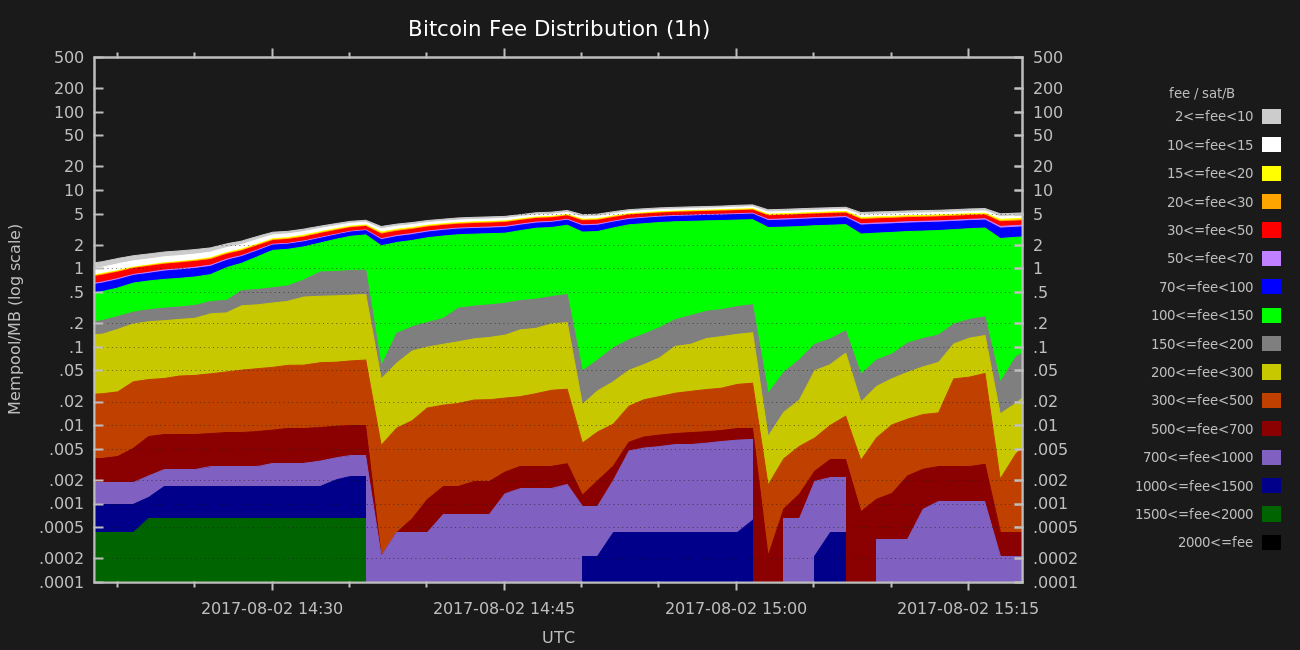 Bitcoin Fee Distribution (1h)
500 500
200 200
100 100
50 50
20 20
10 10
5 5
2 2
1 1
.5 .5
.2 .2
.1 .1
.05 .05
.02 .02
.01 .01
.005 .005
.002 .002
.001 .001
.0005 .0005
.0002 .0002
.0001 .0001
Mempool/MB (log scale)
2017-08-02 14:30 2017-08-02 14:45 2017-08-02 15:00 2017-08-02 15:15
UTC
fee / sat/B
2<=fee<10
10<=fee<15
15<=fee<20
20<=fee<30
30<=fee<50
50<=fee<70
70<=fee<100
100<=fee<150
150<=fee<200
200<=fee<300
300<=fee<500
500<=fee<700
700<=fee<1000
1000<=fee<1500
1500<=fee<2000
2000<=fee